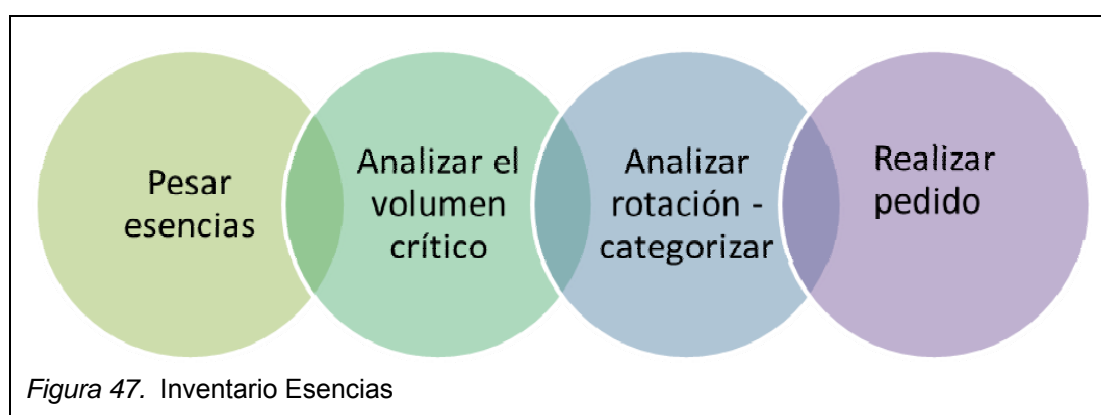 Pesar
esencias
Analizar el
volumen
crítico
Analizar
rotación -
categorizar
Realizar
pedido
Figura 47. Inventario Esencias